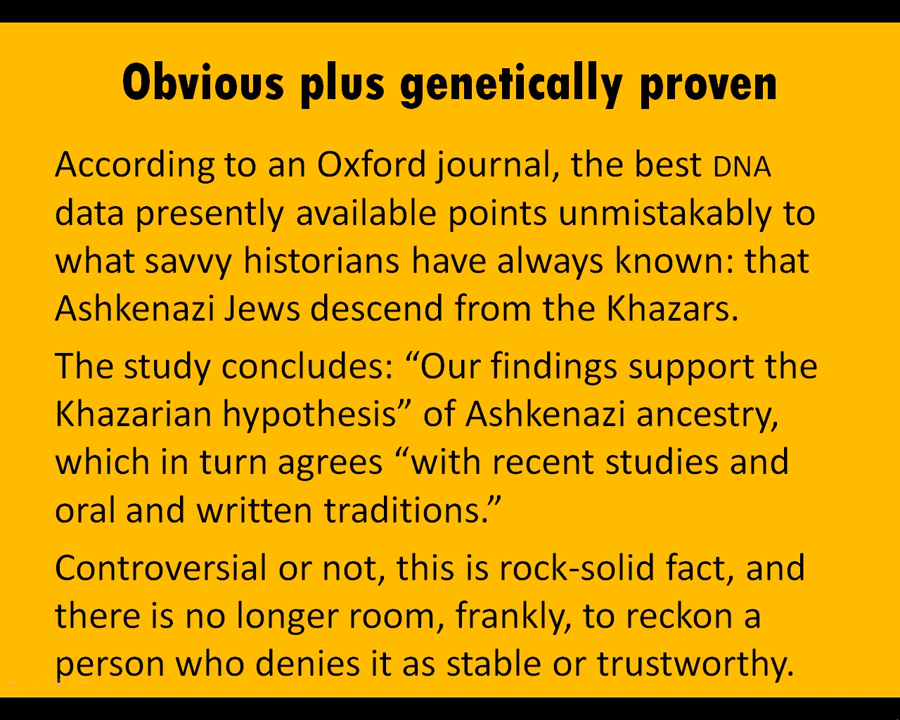 Obvious plus genetically proven
According to an Oxford journal, the best DNA
data presently available points unmistakably to
what savvy historians have always known: that
Ashkenazi Jews descend from the Khazars.
The study concludes: “Our findings support the
Khazarian hypothesis” of Ashkenazi ancestry,
which in turn agrees “with recent studies and
oral and written traditions.”
Controversial or not, this is rock-solid fact, and
there is no longer room, frankly, to reckon a
person who denies it as stable or trustworthy.